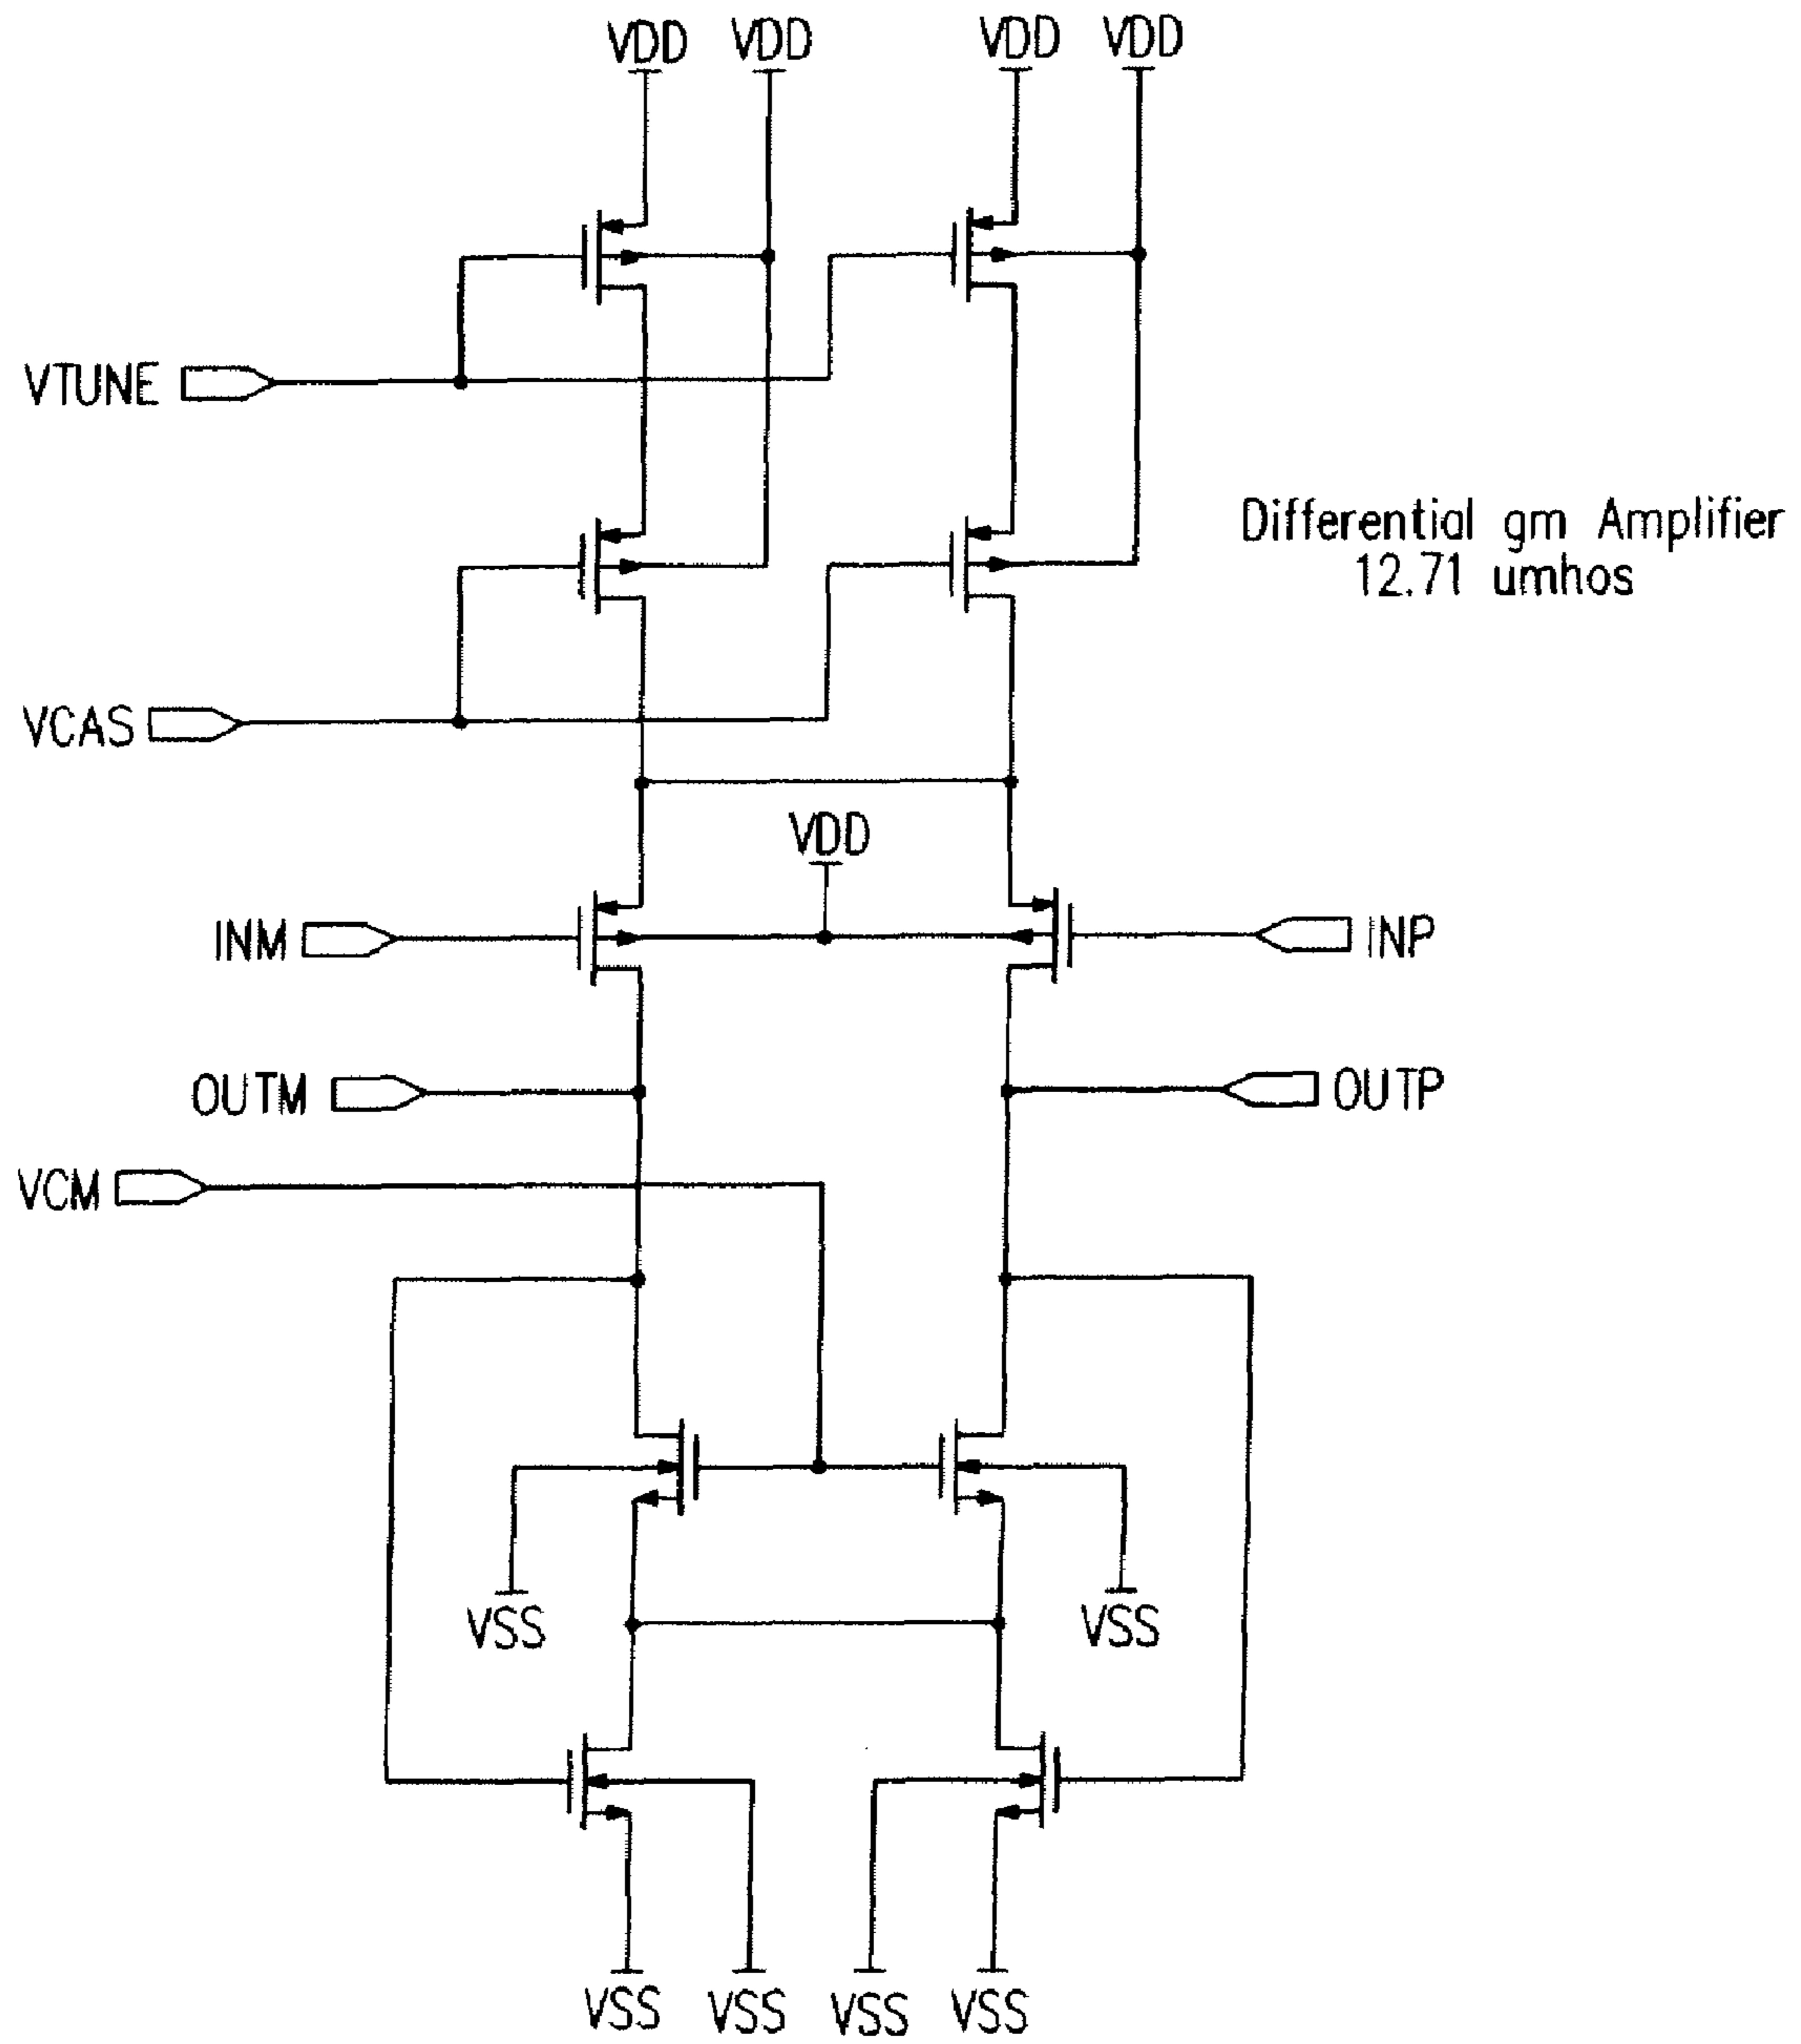 VDD VDD VDD VDD
VTUNE
Differential gm Amplifier
12.71 umhos
VCAS
VDD
INM INP
OUTM OUTP
VCM
VSS VSS
VSS VSS VSS VSS